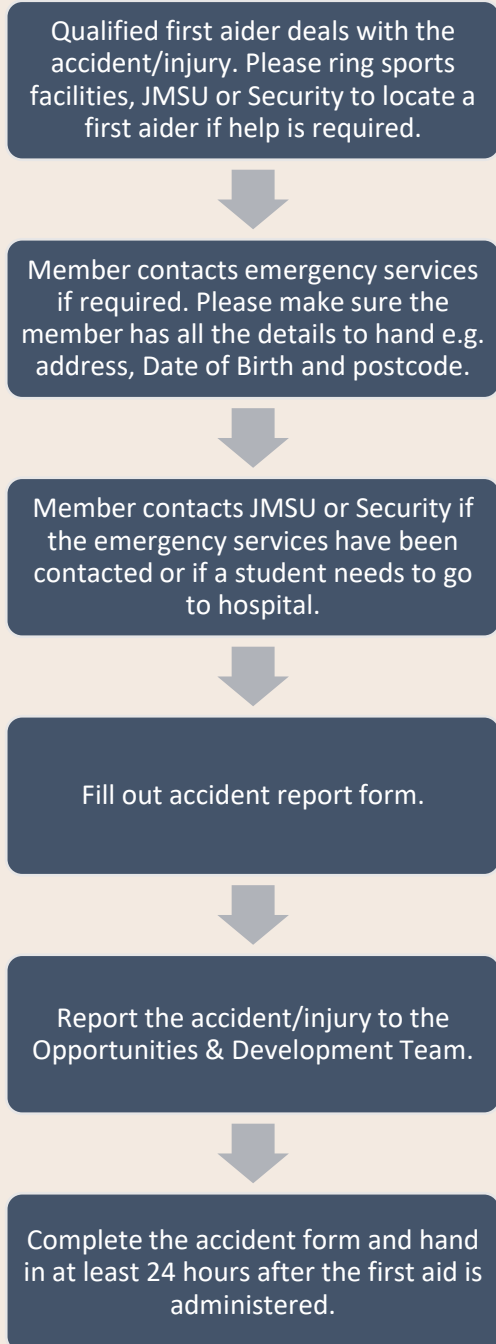 Qualified first aider deals with the
accident/injury. Please ring sports
facilities, JMSU or Security to locate a
first aider if help is required.
Member contacts emergency services
if required. Please make sure the
member has all the details to hand e.g.
address, Date of Birth and postcode.
Member contacts JMSU or Security if
the emergency services have been
contacted or if a student needs to go
to hospital.
Fill out accident report form.
Report the accident/injury to the
Opportunities & Development Team.
Complete the accident form and hand
in at least 24 hours after the first aid is
administered.